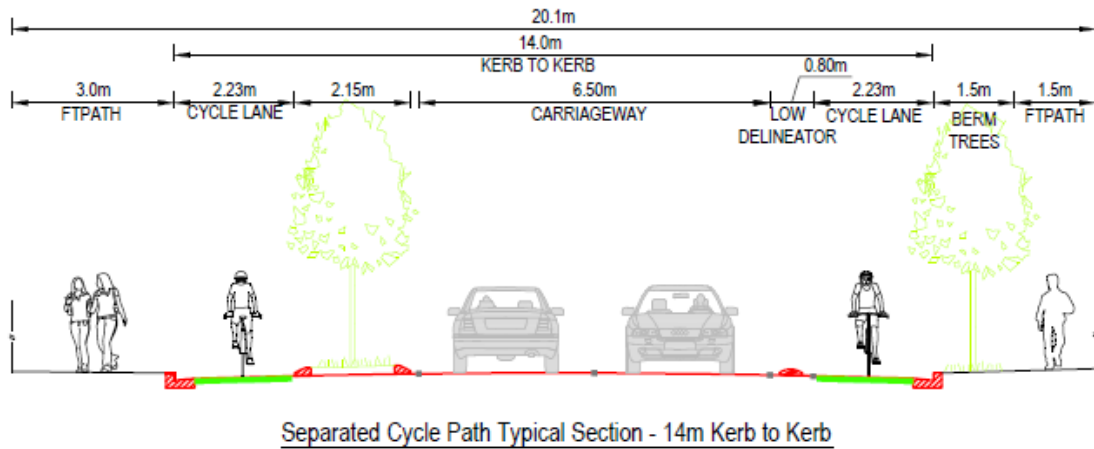 20.1m
14.0m
KERB TO KERB
0.80m
3.0m 2.23m 2.15m 6.50m 2.23m 1.5m 1.5m
FTPATH CYCLE LANE CARRIAGEWAY LOW CYCLE LANE BERM FTPATH
DELINEATOR TREES
Separated Cycle Path Typical Section - 14m Kerb to Kerb